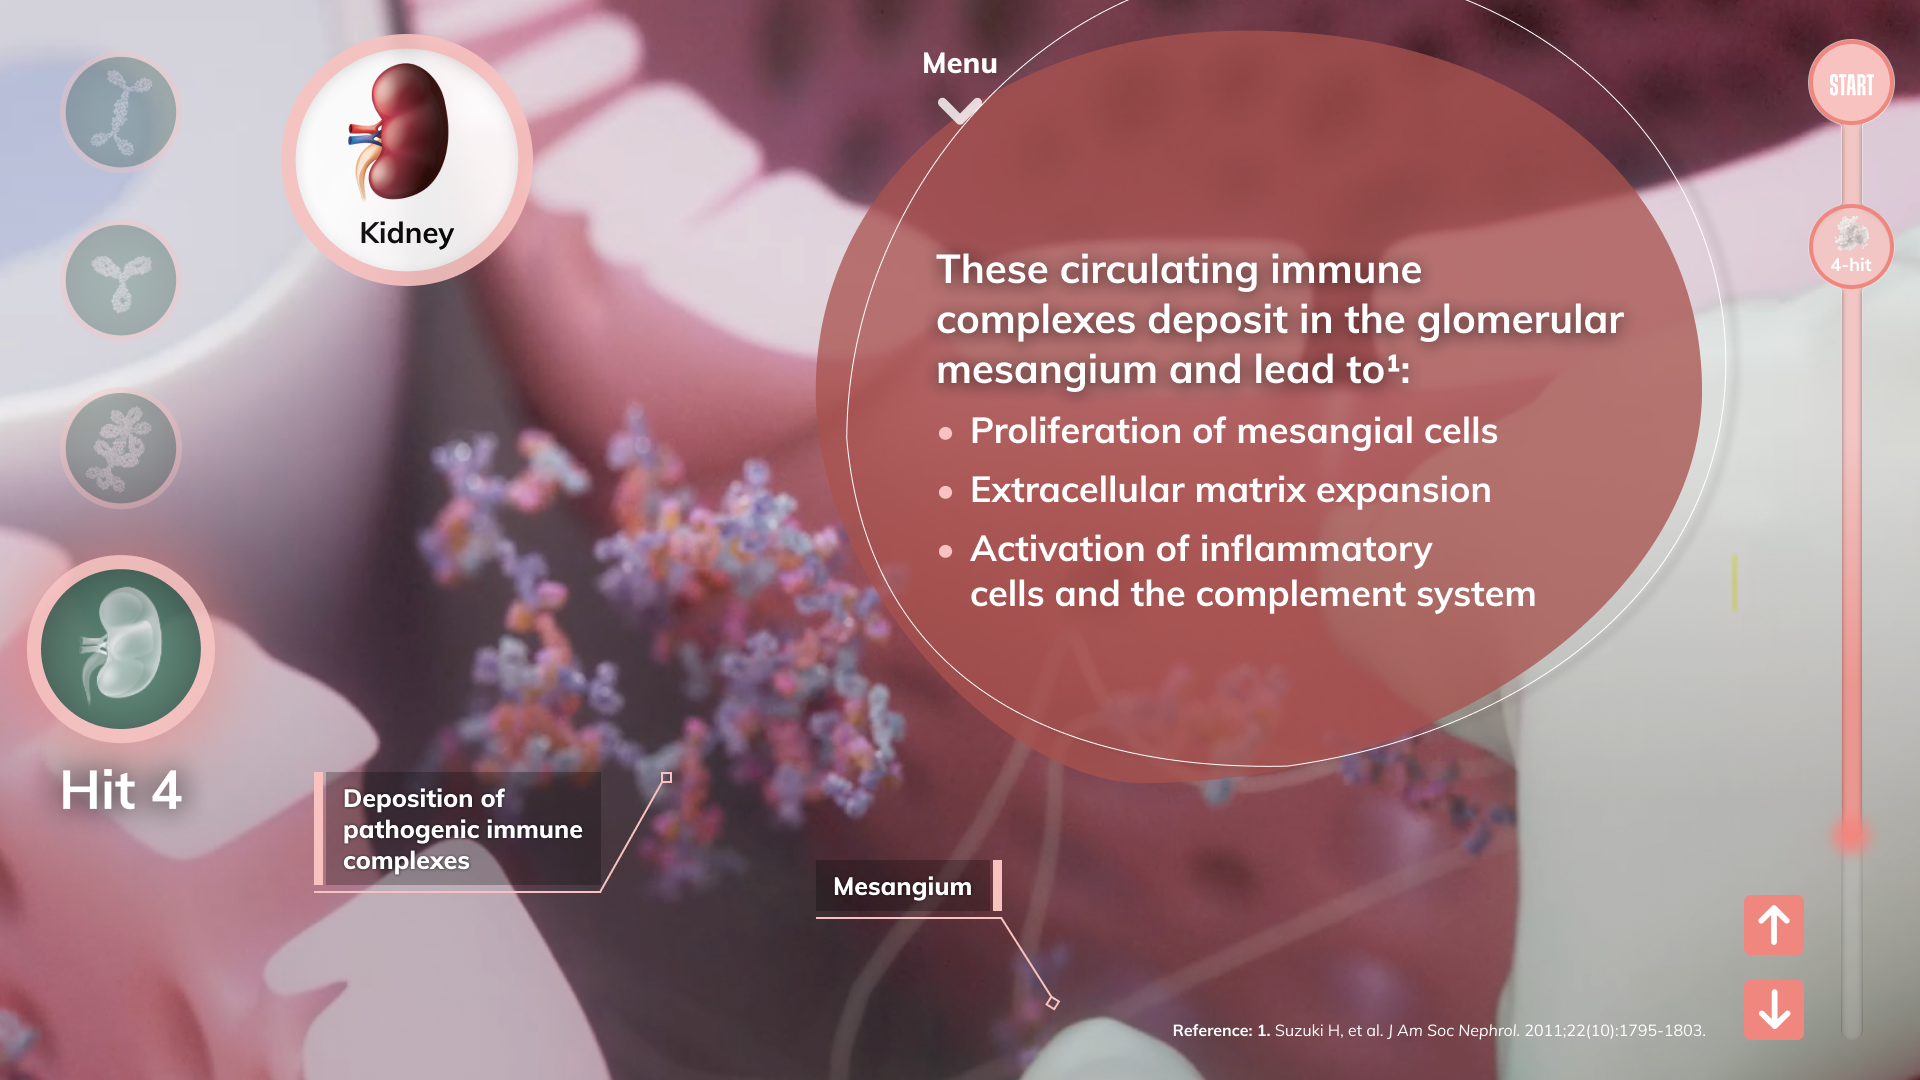 Menu
START
Kidney
4-hit
These circulating immune
complexes deposit in the glomerular
mesangium and lead to¹:
• Proliferation of mesangial cells
• Extracellular matrix expansion
• Activation of inflammatory
cells and the complement system
Hit 4
Deposition of
pathogenic immune
complexes
Mesangium
Reference: 1. Suzuki H, et al. J Am Soc Nephrol. 2011;22(10):1795-1803.